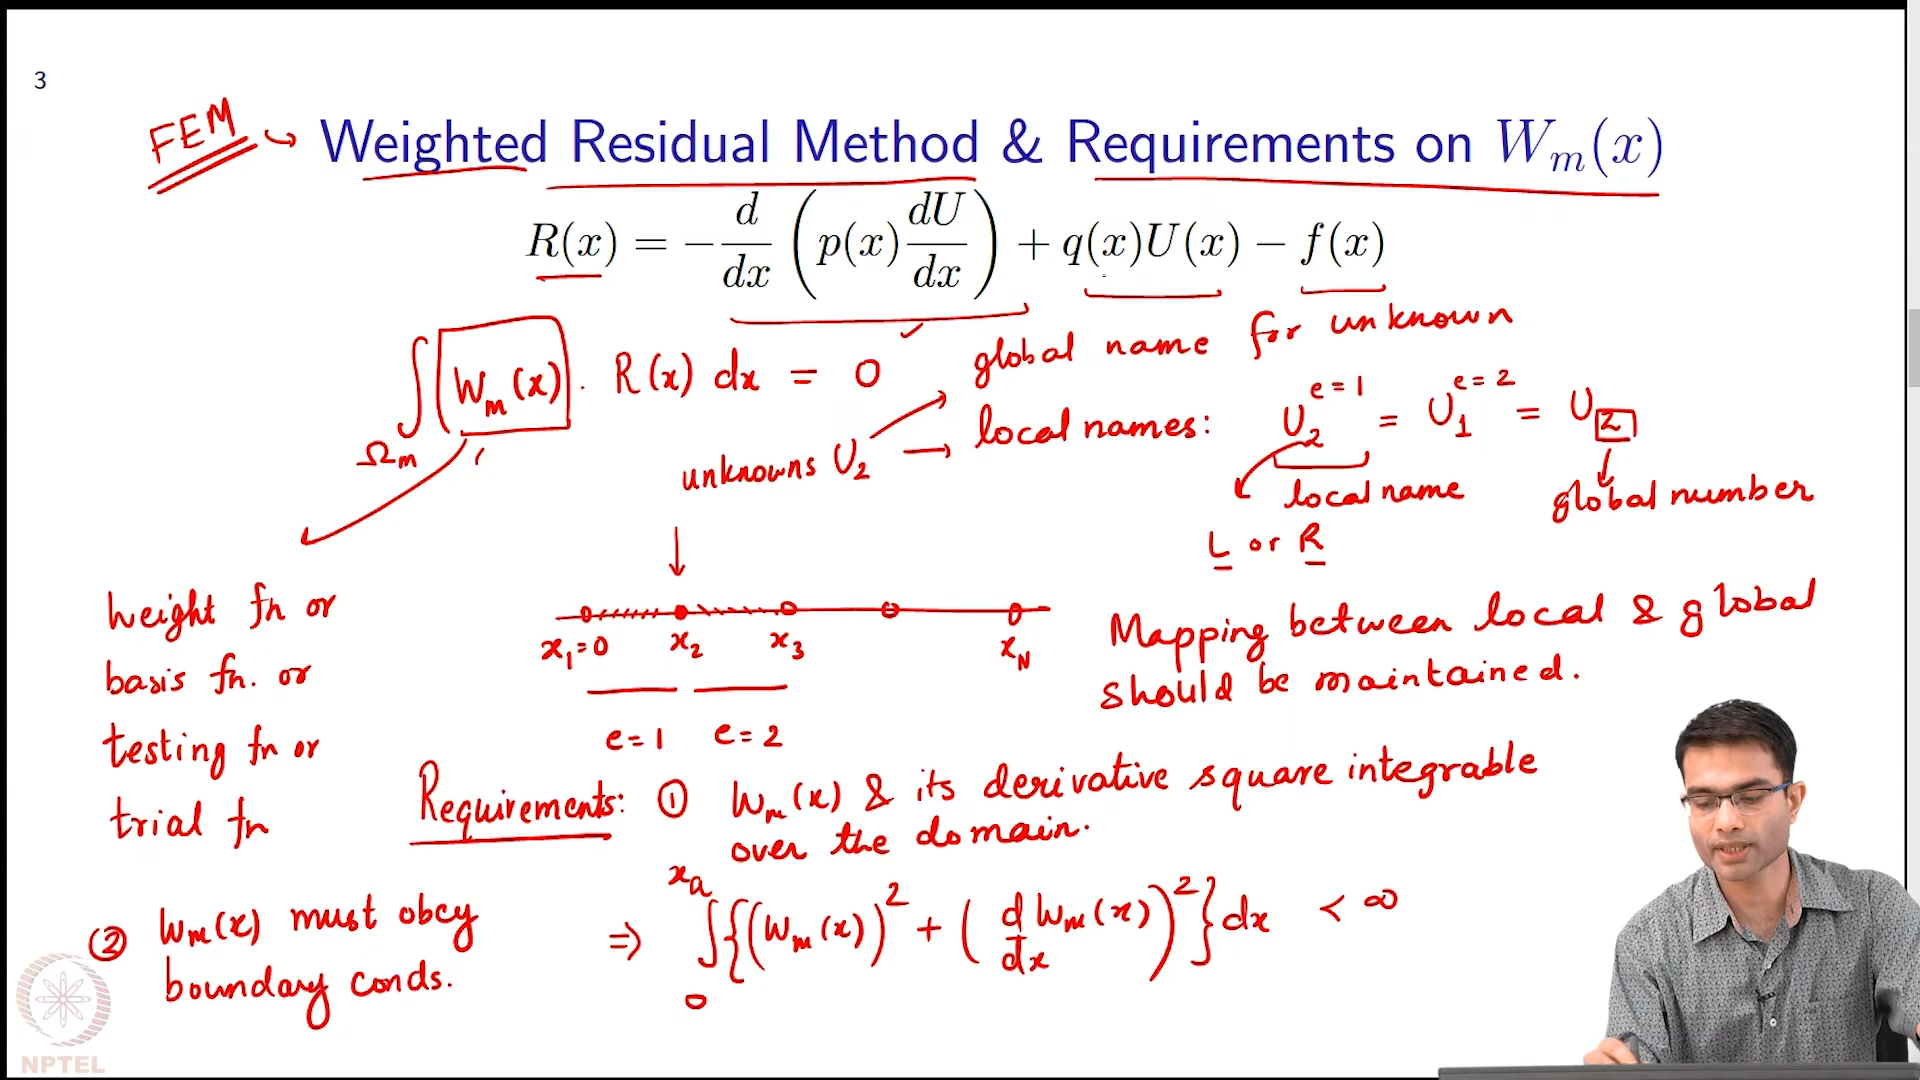 3
FEM → Weighted Residual Method & Requirements on W_m(x)
R(x) = −d/dx ( p(x) dU/dx ) + q(x)U(x) − f(x)
∫_{Ω_m} W_m(x) . R(x) dx = 0
global name for unknown
unknowns U_2 → local names: U_2^{e=1} = U_1^{e=2} = U_2
local name
global number
L or R
x_1=0 x_2 x_3 x_N
e=1 e=2
Weight fn or
basis fn. or
testing fn or
trial fn
Mapping between local & global
should be maintained.
Requirements: ① W_m(x) & its derivative square integrable
over the domain.
⇒ ∫_0^{x_a} {(W_m(x))^2 + ( d/dx W_m(x))^2} dx < ∞
② W_m(x) must obey
boundary conds.
NPTEL